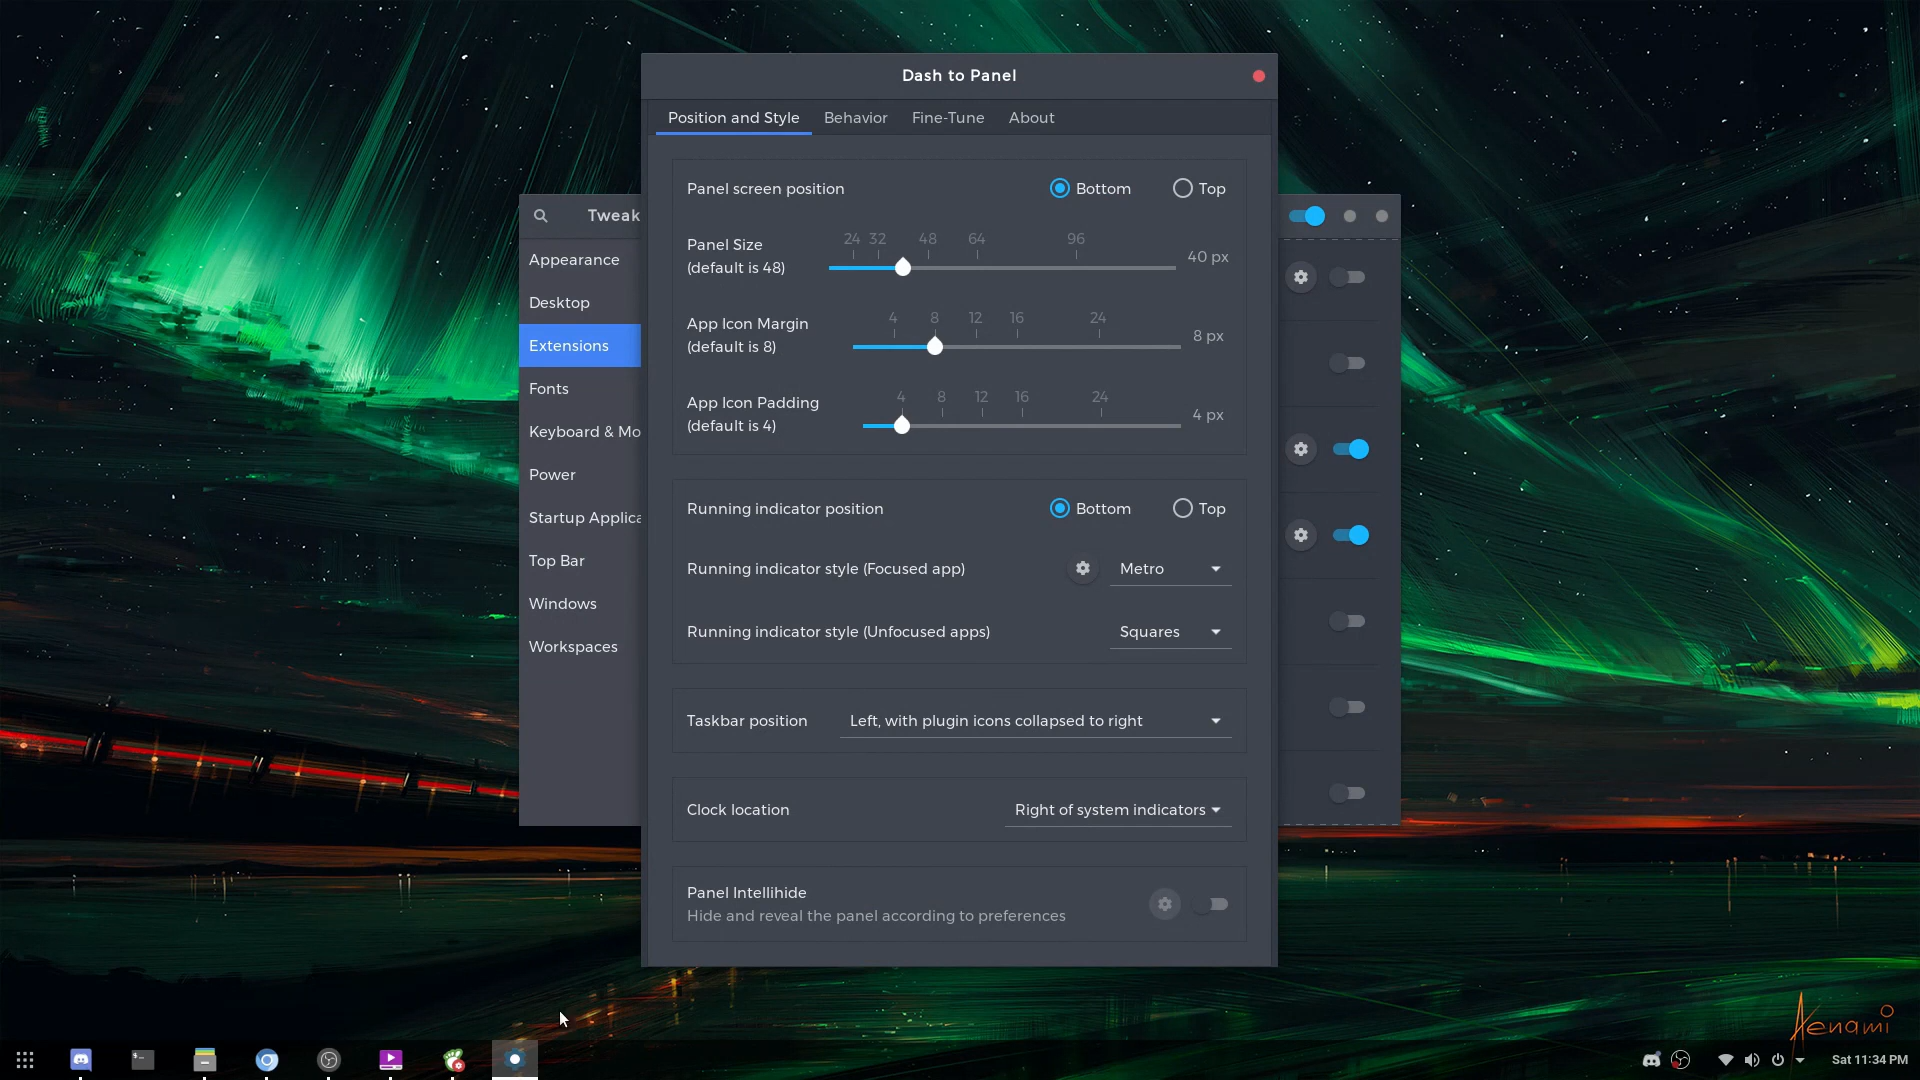 Dash to Panel
Position and Style Behavior Fine-Tune About
Panel screen position Bottom Top
24 32 48 64 96
Panel Size
(default is 48)
40 px
4 8 12 16 24
App Icon Margin
(default is 8)
8 px
4 8 12 16 24
App Icon Padding
(default is 4)
4 px
Running indicator position Bottom Top
Running indicator style (Focused app) Metro
Running indicator style (Unfocused apps) Squares
Taskbar position Left, with plugin icons collapsed to right
Clock location Right of system indicators
Panel Intellihide
Hide and reveal the panel according to preferences
Tweak
Appearance
Desktop
Extensions
Fonts
Keyboard & Mo
Power
Startup Applica
Top Bar
Windows
Workspaces
Aenami
Sat 11:34 PM